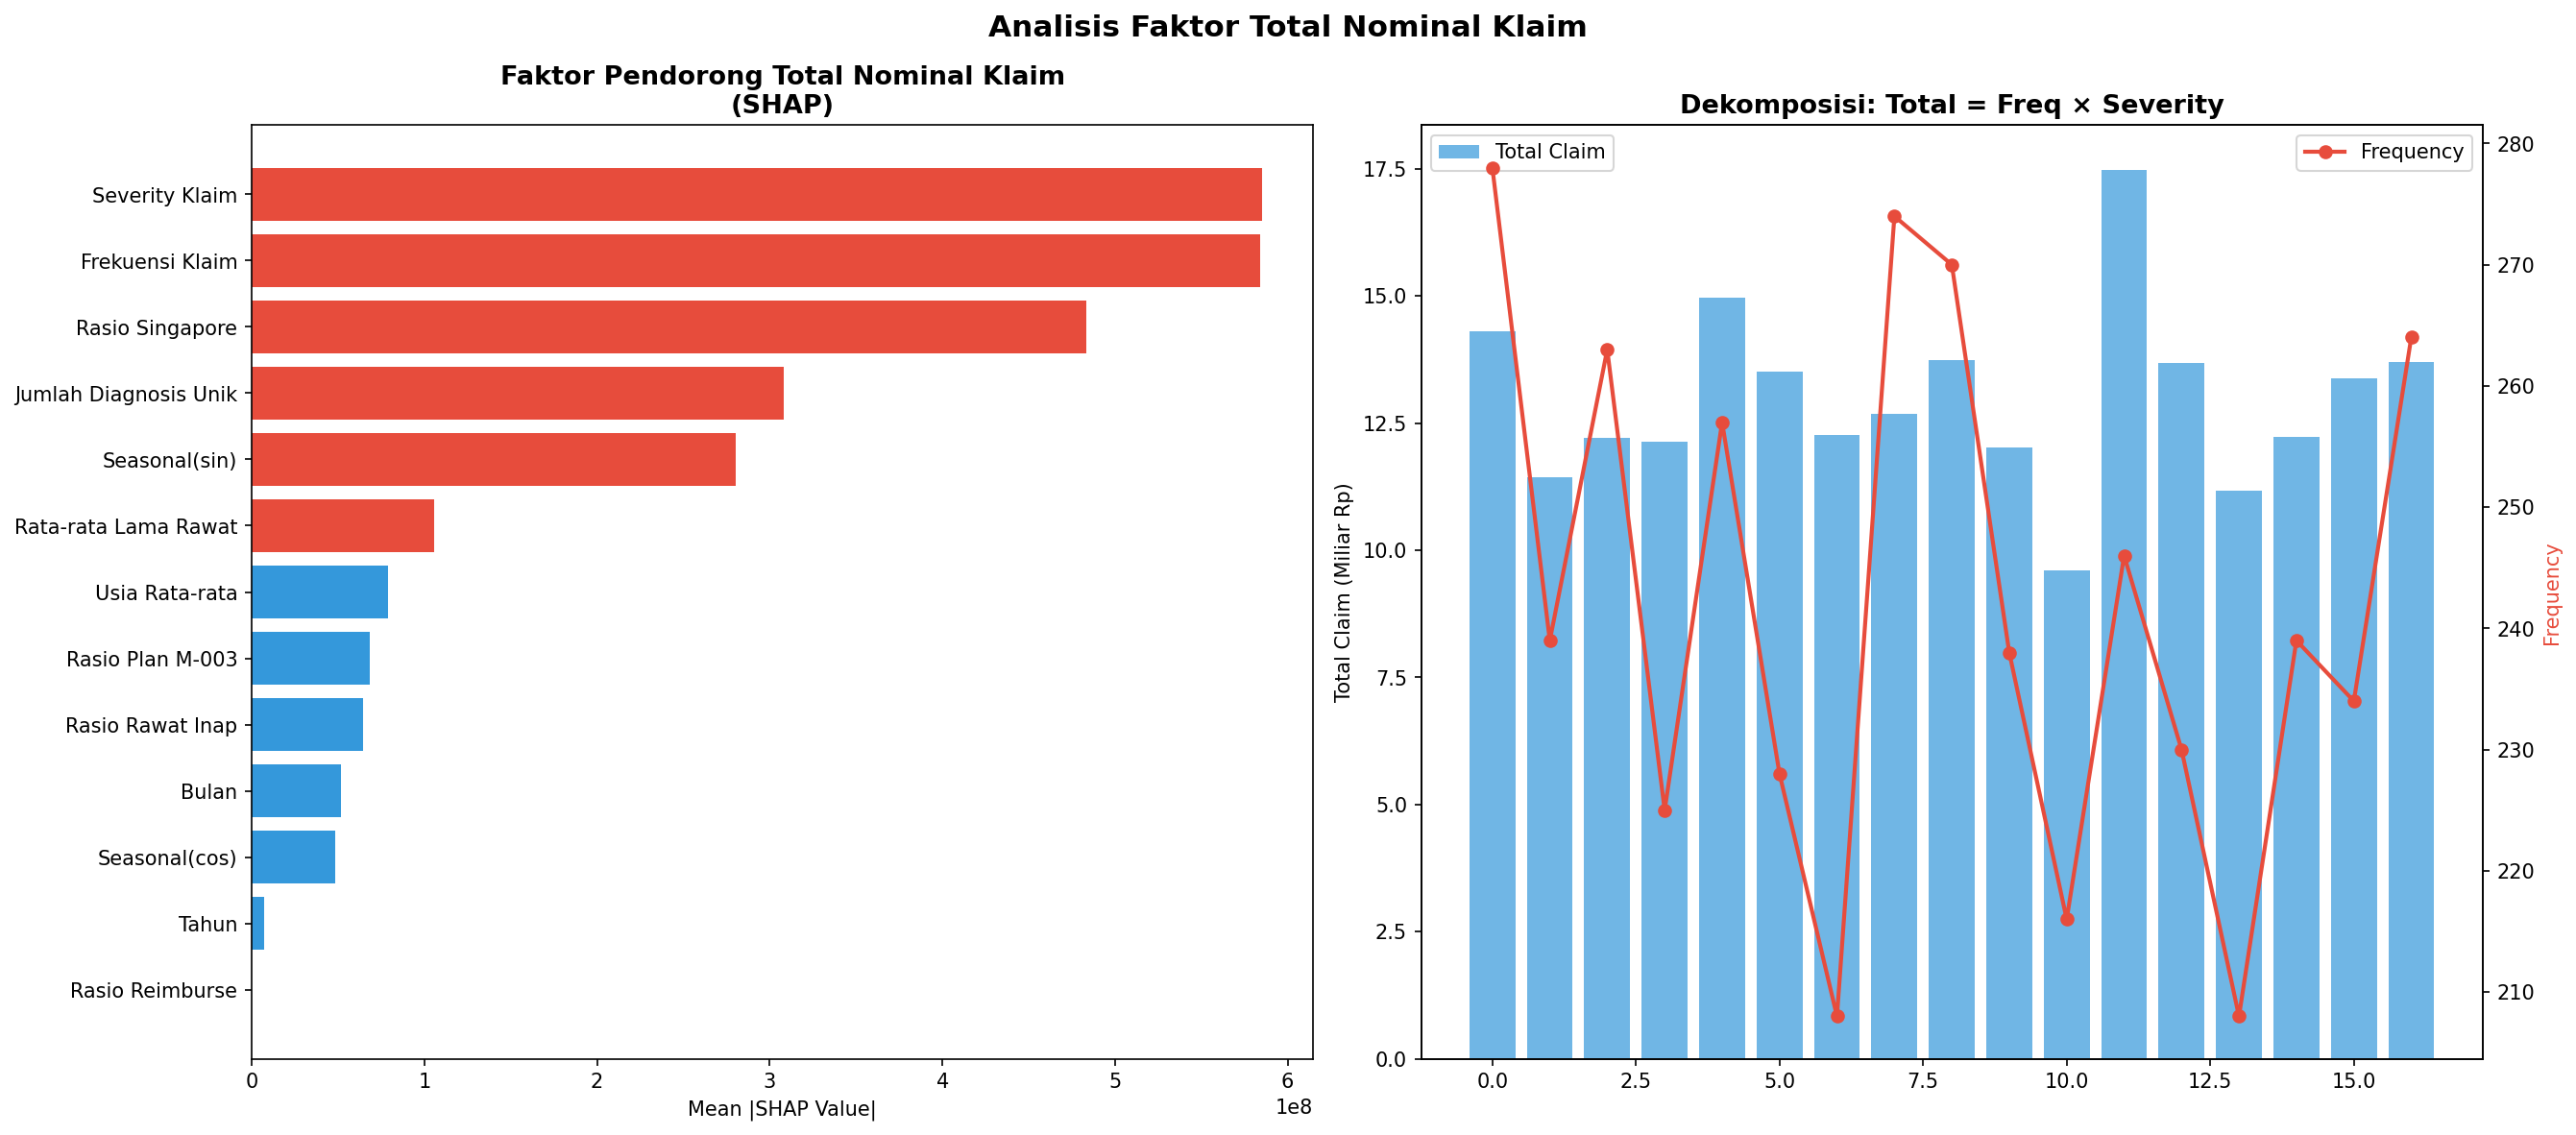 Analisis Faktor Total Nominal Klaim
Faktor Pendorong Total Nominal Klaim
(SHAP)
Severity Klaim
Frekuensi Klaim
Rasio Singapore
Jumlah Diagnosis Unik
Seasonal(sin)
Rata-rata Lama Rawat
Usia Rata-rata
Rasio Plan M-003
Rasio Rawat Inap
Bulan
Seasonal(cos)
Tahun
Rasio Reimburse
0 1 2 3 4 5 6
1e8
Mean |SHAP Value|
Dekomposisi: Total = Freq × Severity
Total Claim
Frequency
Total Claim (Miliar Rp)
17.5
15.0
12.5
10.0
7.5
5.0
2.5
0.0
0.0 2.5 5.0 7.5 10.0 12.5 15.0
280
270
260
250
240
230
220
210
Frequency